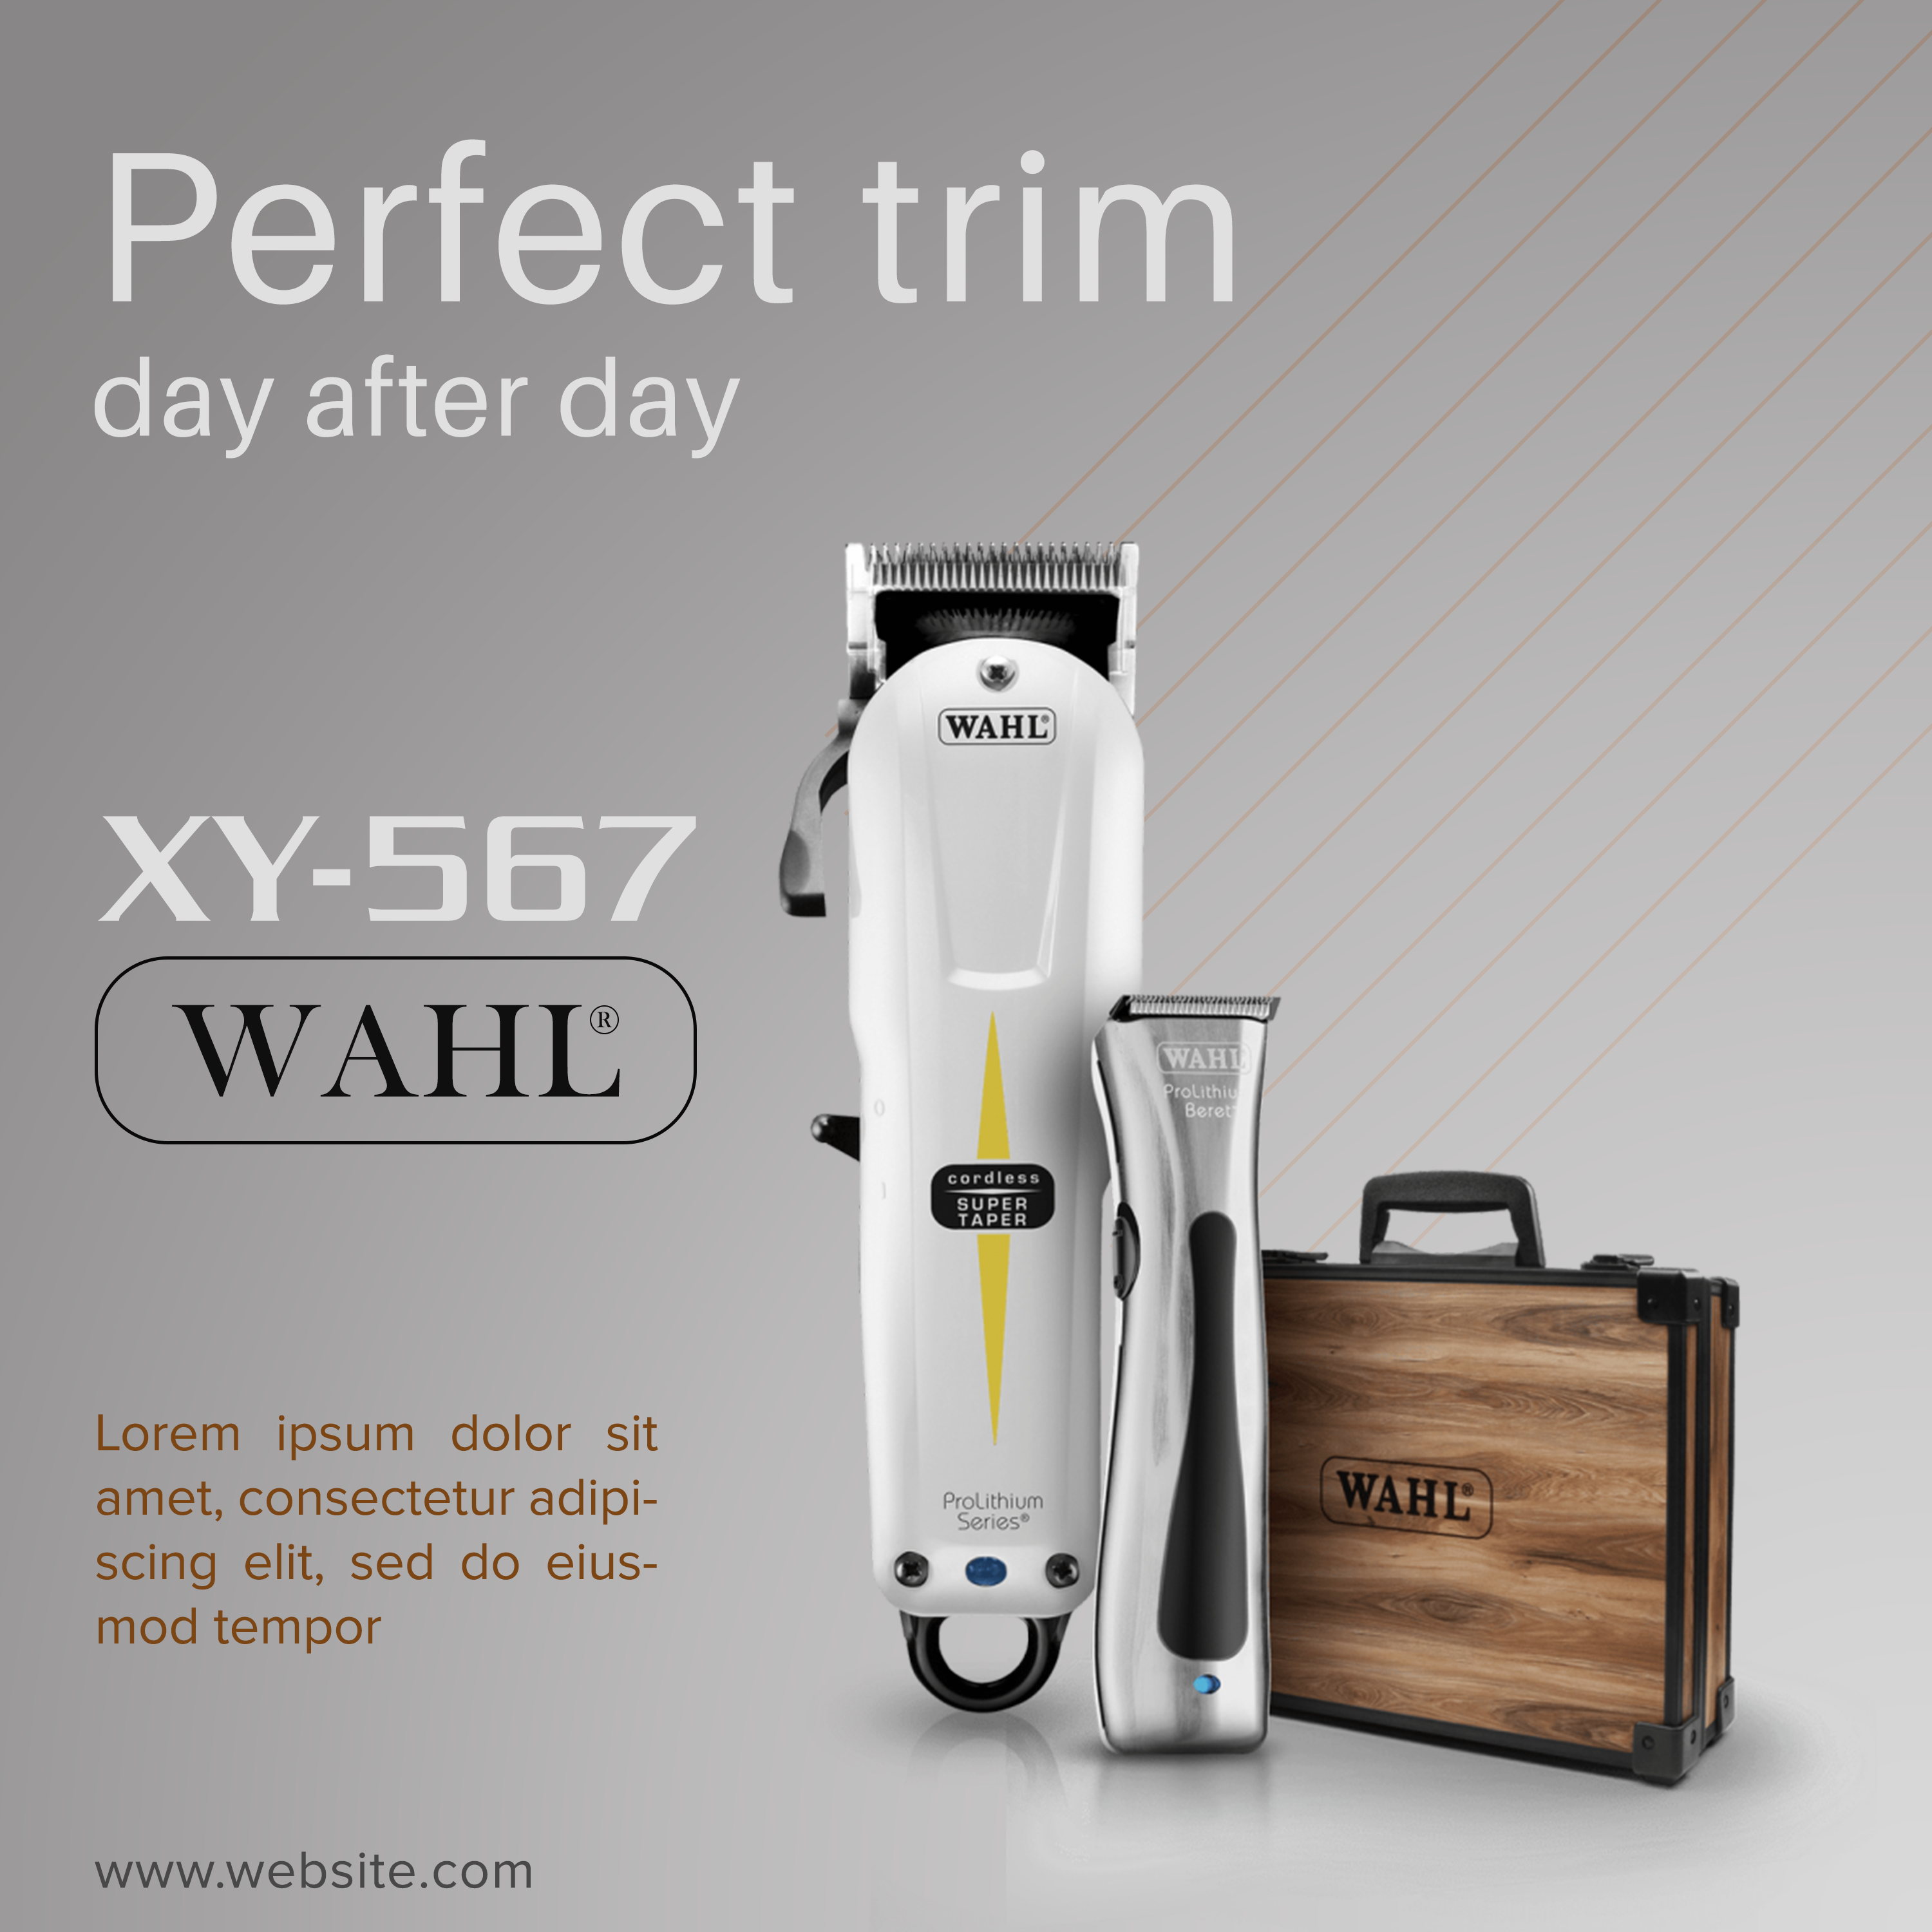 Perfect trim
day after day
WAHL®
XY-567
WAHL®
WAHL
ProLithiu
Beret
cordless
SUPER
TAPER
Lorem ipsum dolor sit
amet, consectetur adipi-
scing elit, sed do eius-
mod tempor
WAHL®
ProLithium
Series®
www.website.com